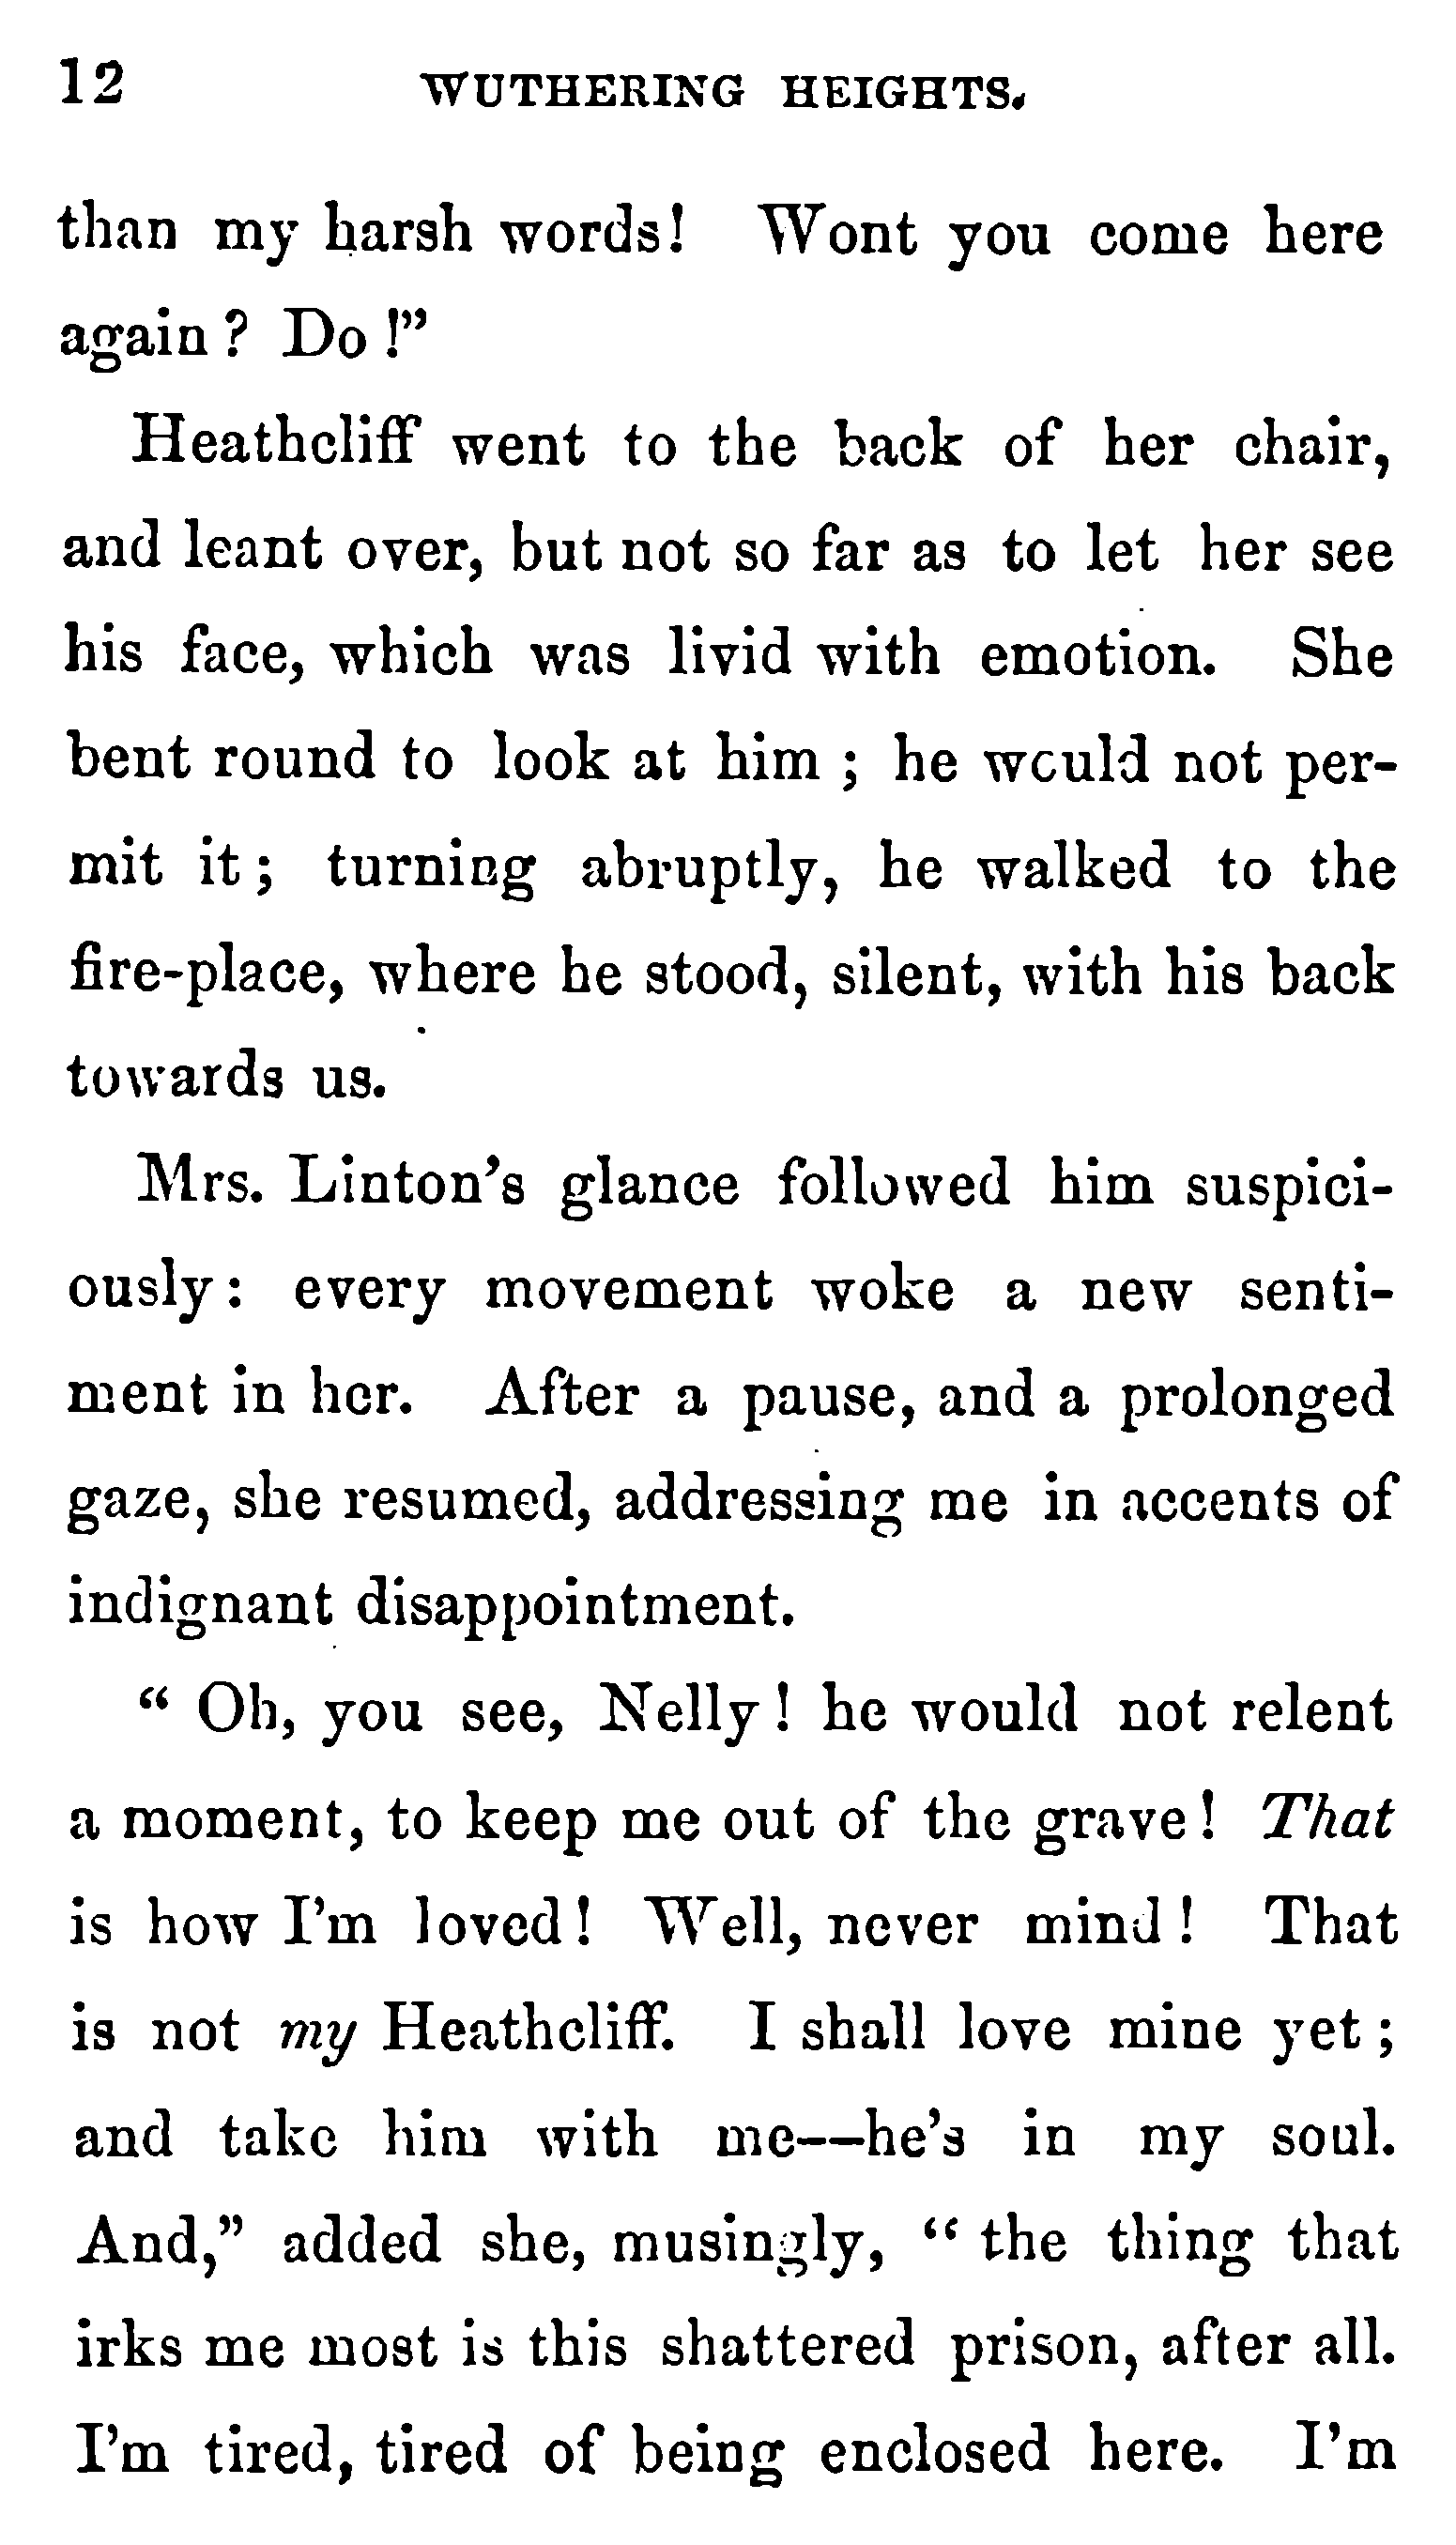 12 WUTHERING HEIGHTS.
than my harsh words! Wont you come here
again? Do!”
Heathcliff went to the back of her chair,
and leant over, but not so far as to let her see
his face, which was livid with emotion. She
bent round to look at him; he would not per-
mit it; turning abruptly, he walked to the
fire-place, where he stood, silent, with his back
towards us.
Mrs. Linton’s glance followed him suspici-
ously: every movement woke a new senti-
ment in her. After a pause, and a prolonged
gaze, she resumed, addressing me in accents of
indignant disappointment.
“Oh, you see, Nelly! he would not relent
a moment, to keep me out of the grave! That
is how I’m loved! Well, never mind! That
is not my Heathcliff. I shall love mine yet;
and take him with me——he’s in my soul.
And,” added she, musingly, “the thing that
irks me most is this shattered prison, after all.
I’m tired, tired of being enclosed here. I’m